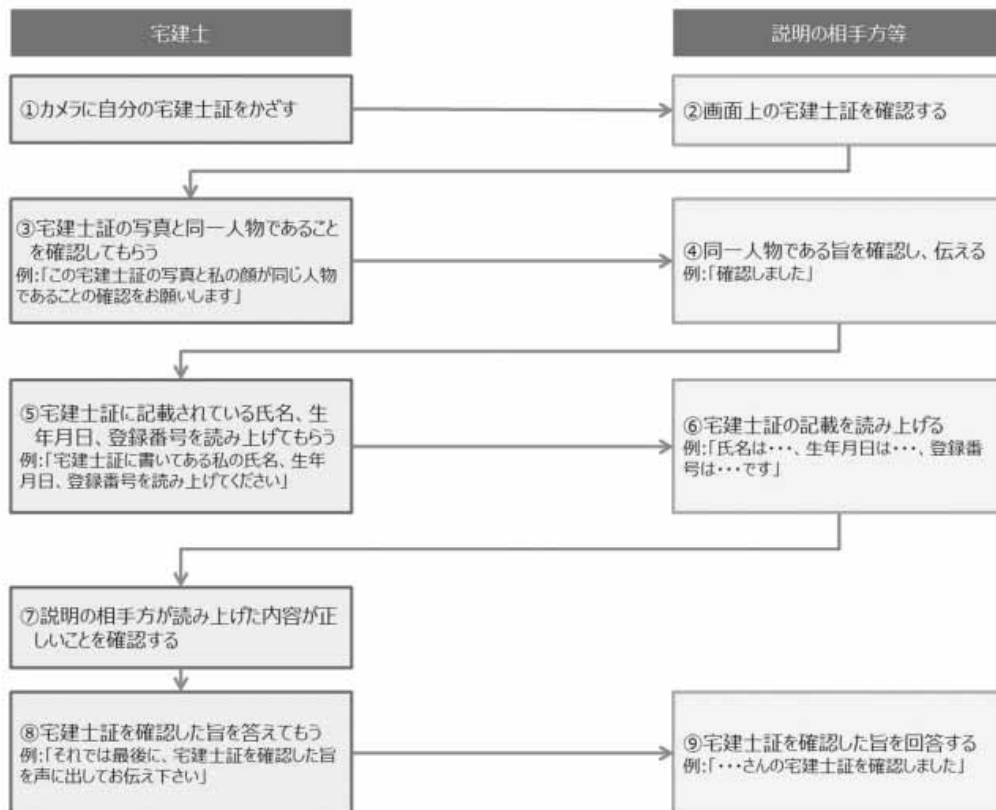 宅建士
説明の相手方等
①カメラに自分の宅建士証をかざす
②画面上の宅建士証を確認する
③宅建士証の写真と同一人物であること
を確認してもらう
例:「この宅建士証の写真と私の顔が同じ人物
であることの確認をお願いします」
④同一人物である旨を確認し、伝える
例:「確認しました」
⑤宅建士証に記載されている氏名、生
年月日、登録番号を読み上げてもらう
例:「宅建士証に書いてある私の氏名、生年
月日、登録番号を読み上げてください」
⑥宅建士証の記載を読み上げる
例:「氏名は・・・、生年月日は・・・、登録番
号は・・・です」
⑦説明の相手方が読み上げた内容が正
しいことを確認する
⑧宅建士証を確認した旨を答えてもう
例:「それでは最後に、宅建士証を確認した旨
を声に出してお伝え下さい」
⑨宅建士証を確認した旨を回答する
例:「・・・さんの宅建士証を確認しました」